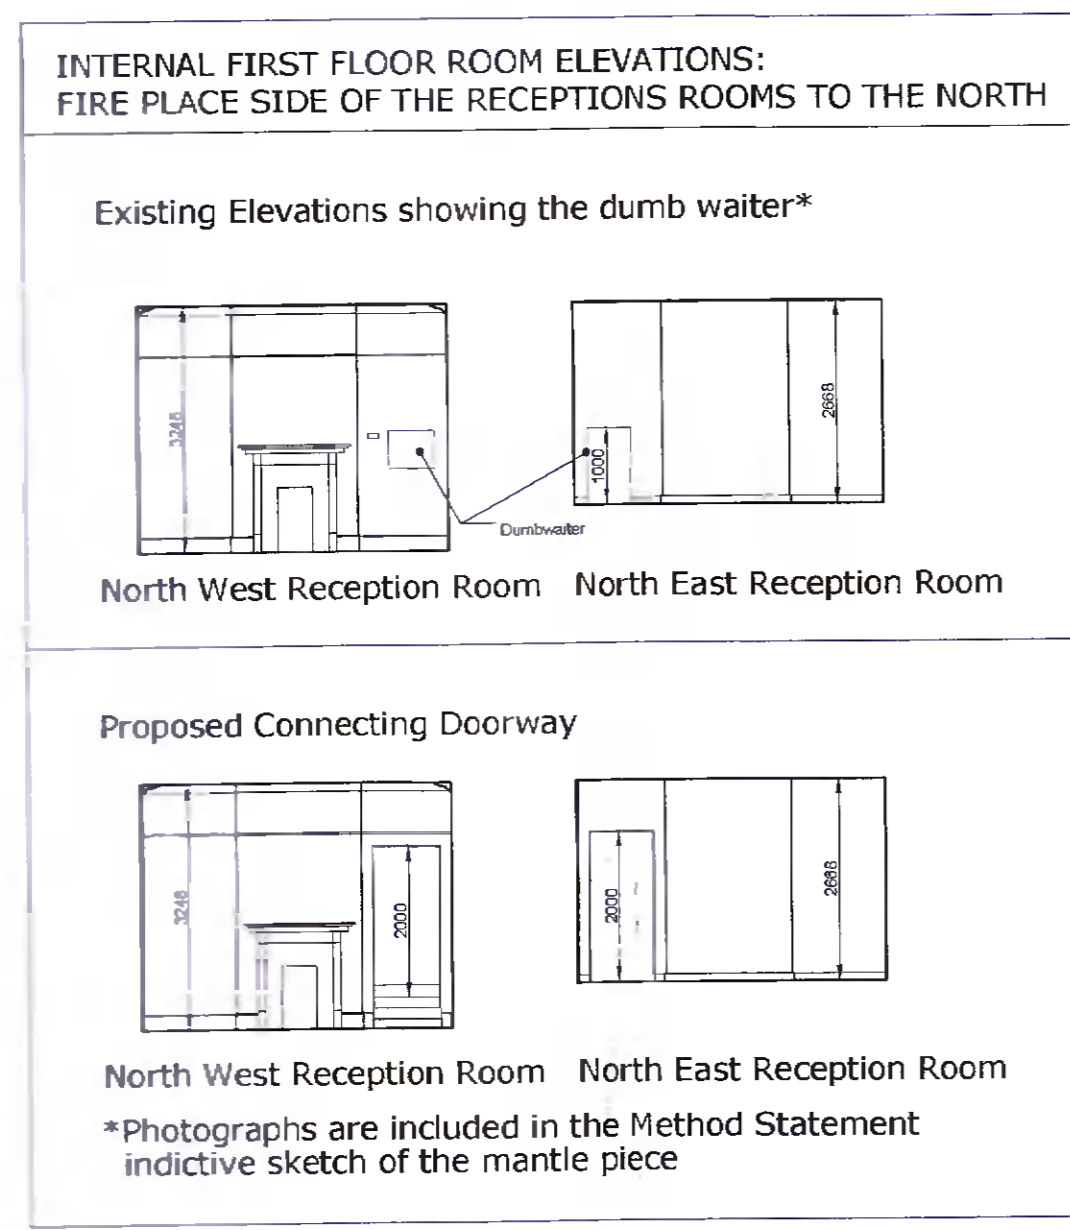 INTERNAL FIRST FLOOR ROOM ELEVATIONS:
FIRE PLACE SIDE OF THE RECEPTIONS ROOMS TO THE NORTH
Existing Elevations showing the dumb waiter*
3248
1000
2668
Dumbwaiter
North West Reception Room
North East Reception Room
Proposed Connecting Doorway
3248
2000
2000
2668
North West Reception Room
North East Reception Room
*Photographs are included in the Method Statement
indictive sketch of the mantle piece